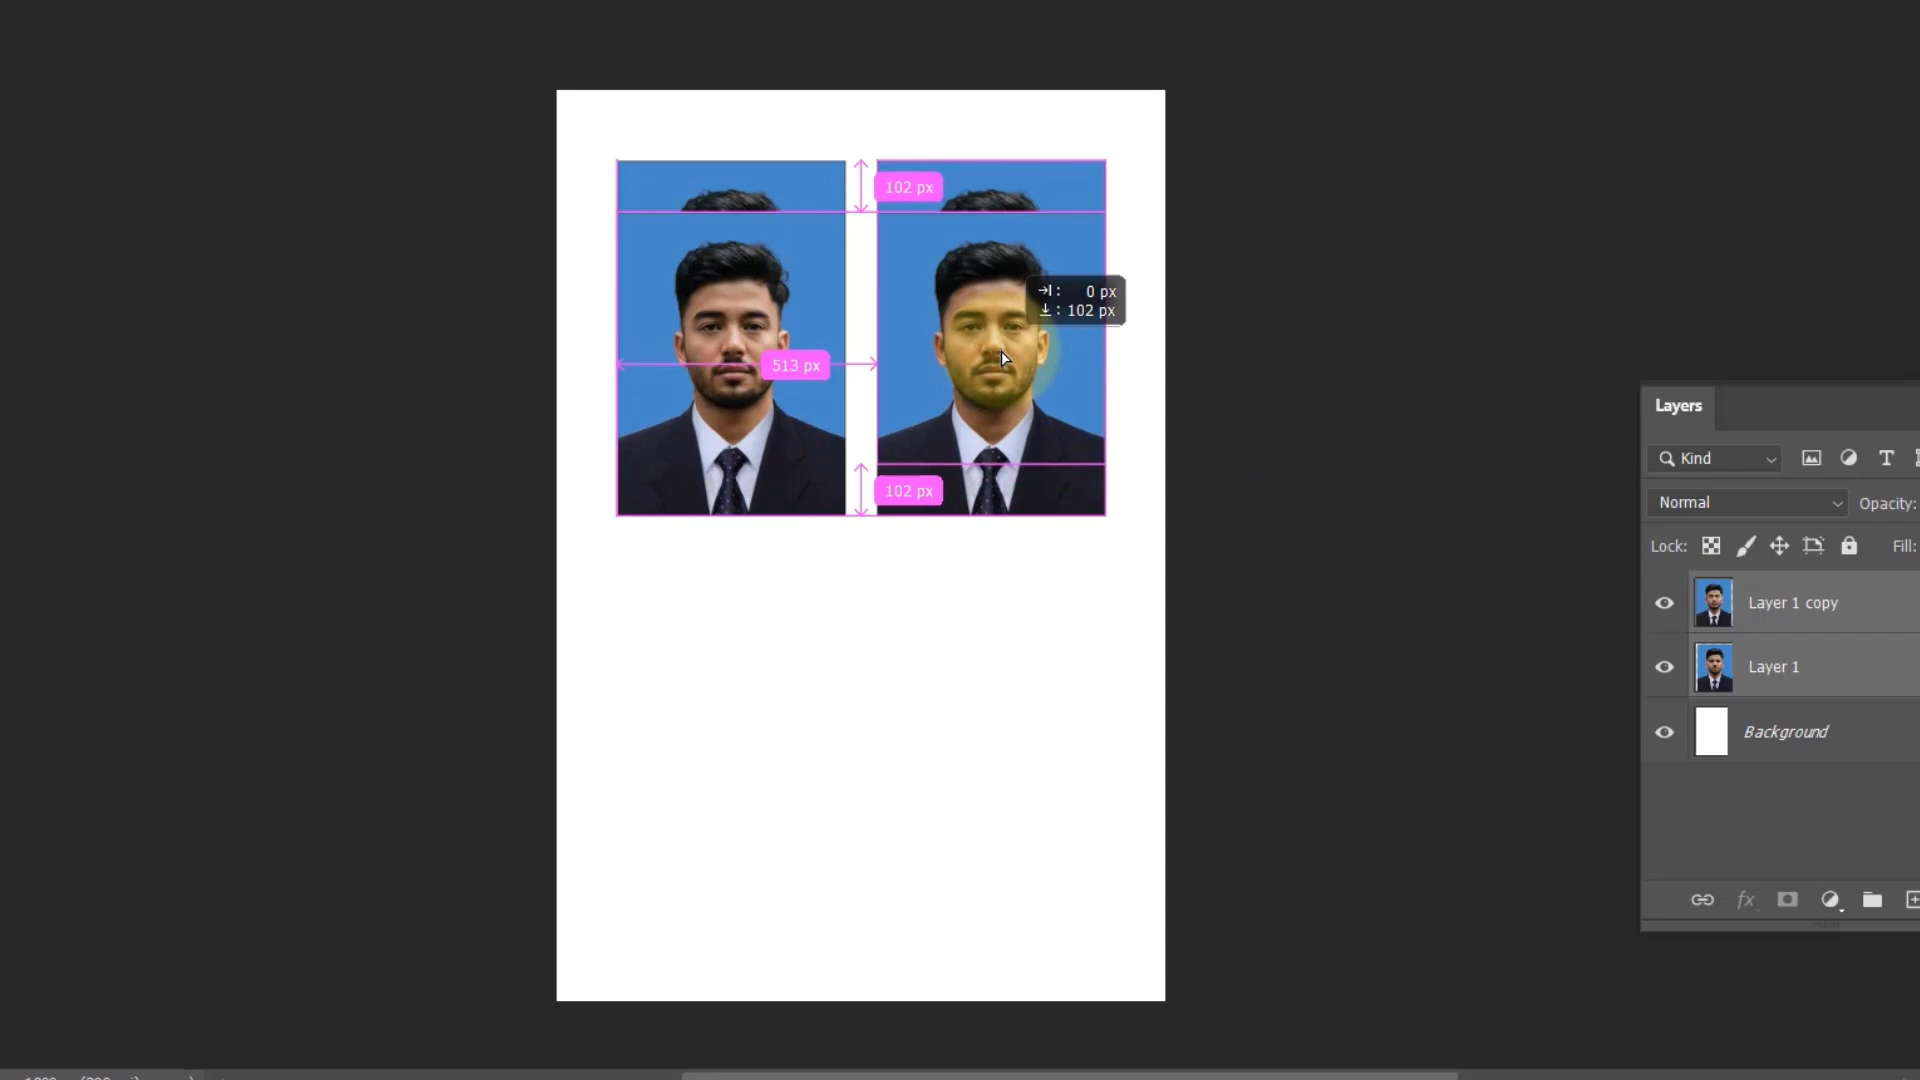 102 px
→I : 0 px
↓ : 102 px
513 px
102 px
Layers
Kind
Normal
Opacity:
Lock:
Fill:
Layer 1 copy
Layer 1
Background
fx